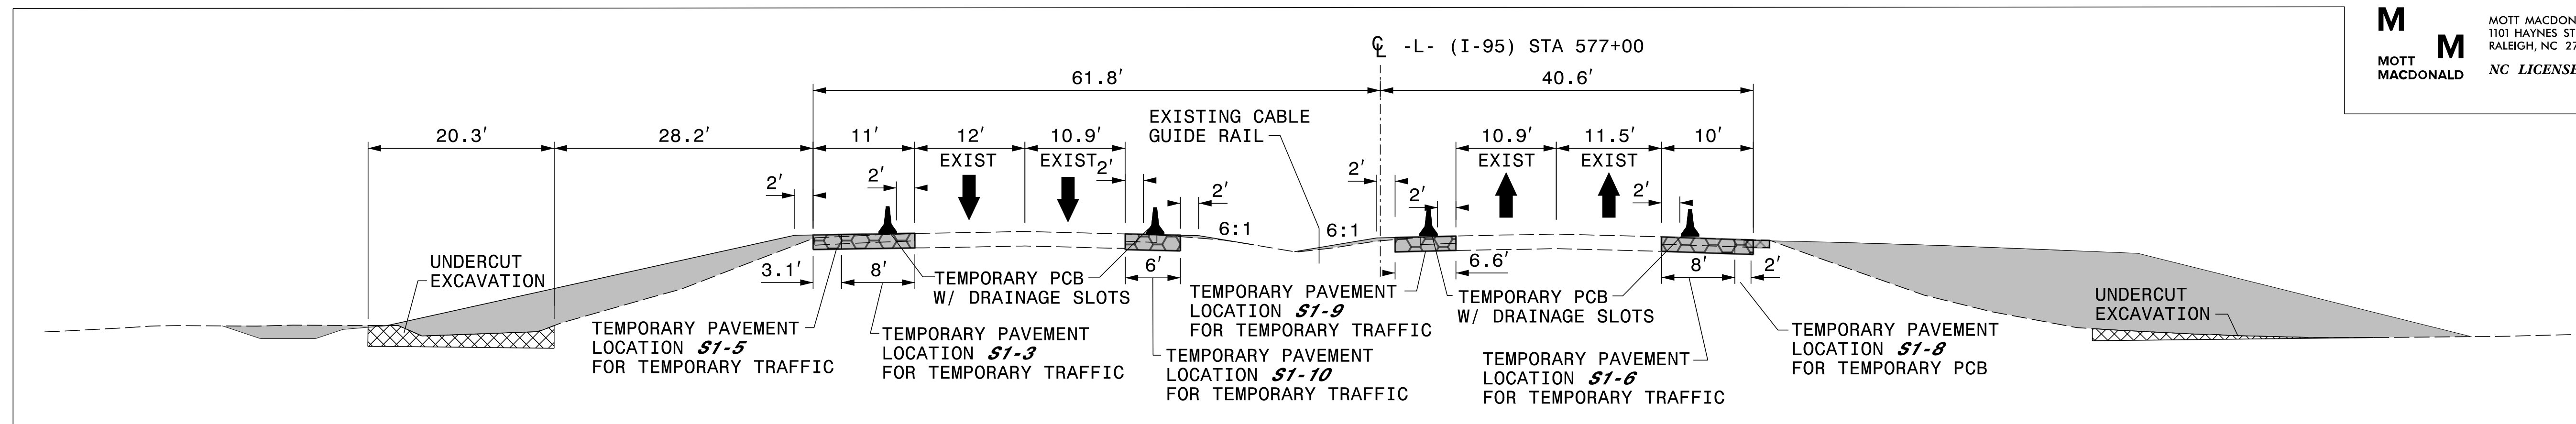 M
M
MOTT
MACDONALD
MOTT MACDON
1101 HAYNES ST
RALEIGH, NC 27
NC LICENSE
℄ -L- (I-95) STA 577+00
61.8′
40.6′
20.3′
28.2′
11′
12′
10.9′
EXISTING CABLE
GUIDE RAIL
10.9′
11.5′
10′
EXIST
EXIST
EXIST
EXIST
2′
2′
2′
2′
2′
2′
2′
6:1
6:1
UNDERCUT
EXCAVATION
3.1′
8′
TEMPORARY PCB
W/ DRAINAGE SLOTS
6′
6.6′
TEMPORARY PCB
W/ DRAINAGE SLOTS
8′
2′
UNDERCUT
EXCAVATION
TEMPORARY PAVEMENT
LOCATION S1-5
FOR TEMPORARY TRAFFIC
TEMPORARY PAVEMENT
LOCATION S1-3
FOR TEMPORARY TRAFFIC
TEMPORARY PAVEMENT
LOCATION S1-9
FOR TEMPORARY TRAFFIC
TEMPORARY PAVEMENT
LOCATION S1-10
FOR TEMPORARY TRAFFIC
TEMPORARY PAVEMENT
LOCATION S1-6
FOR TEMPORARY TRAFFIC
TEMPORARY PAVEMENT
LOCATION S1-8
FOR TEMPORARY PCB